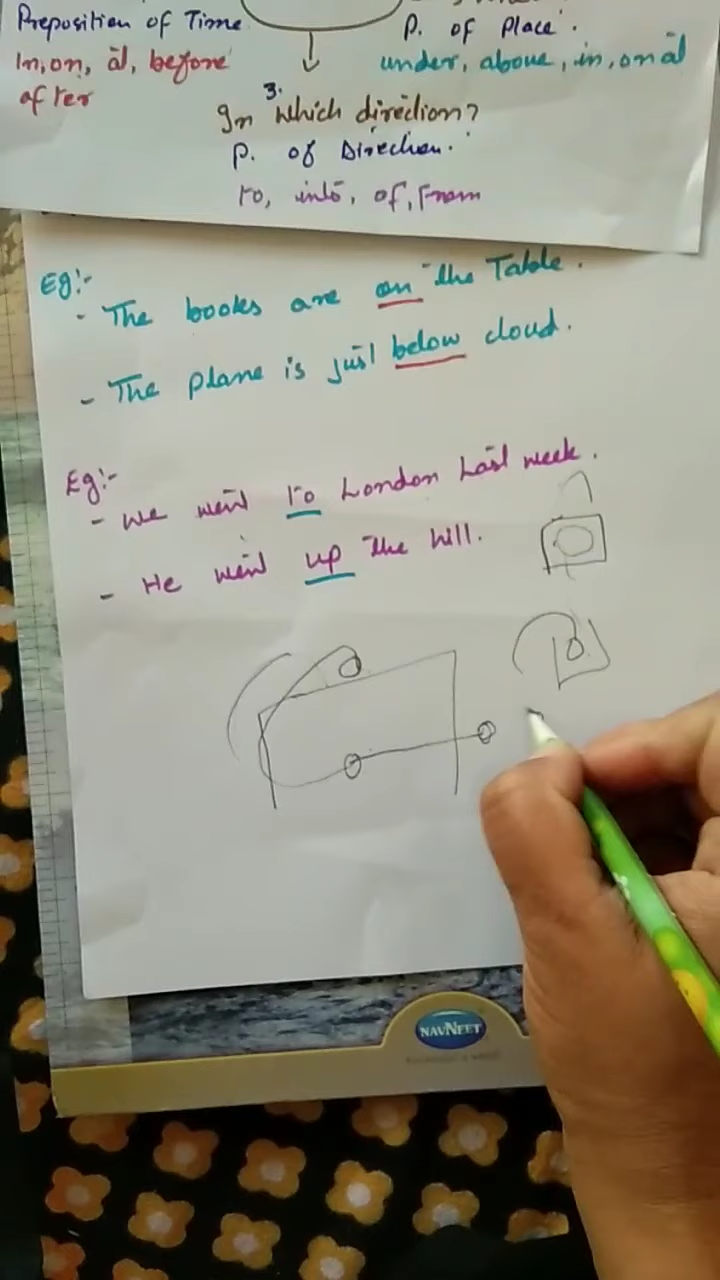 Preposition of Time
In, on, at, before
after
P. of Place.
under, above, in, on at
3.
In which direction?
P. of Direction.
to, into, of, From
Eg:-
- The books are on the Table.
- The plane is just below cloud.
Eg:-
- We went to London Last week.
- He went up the hill.
NAVNEET